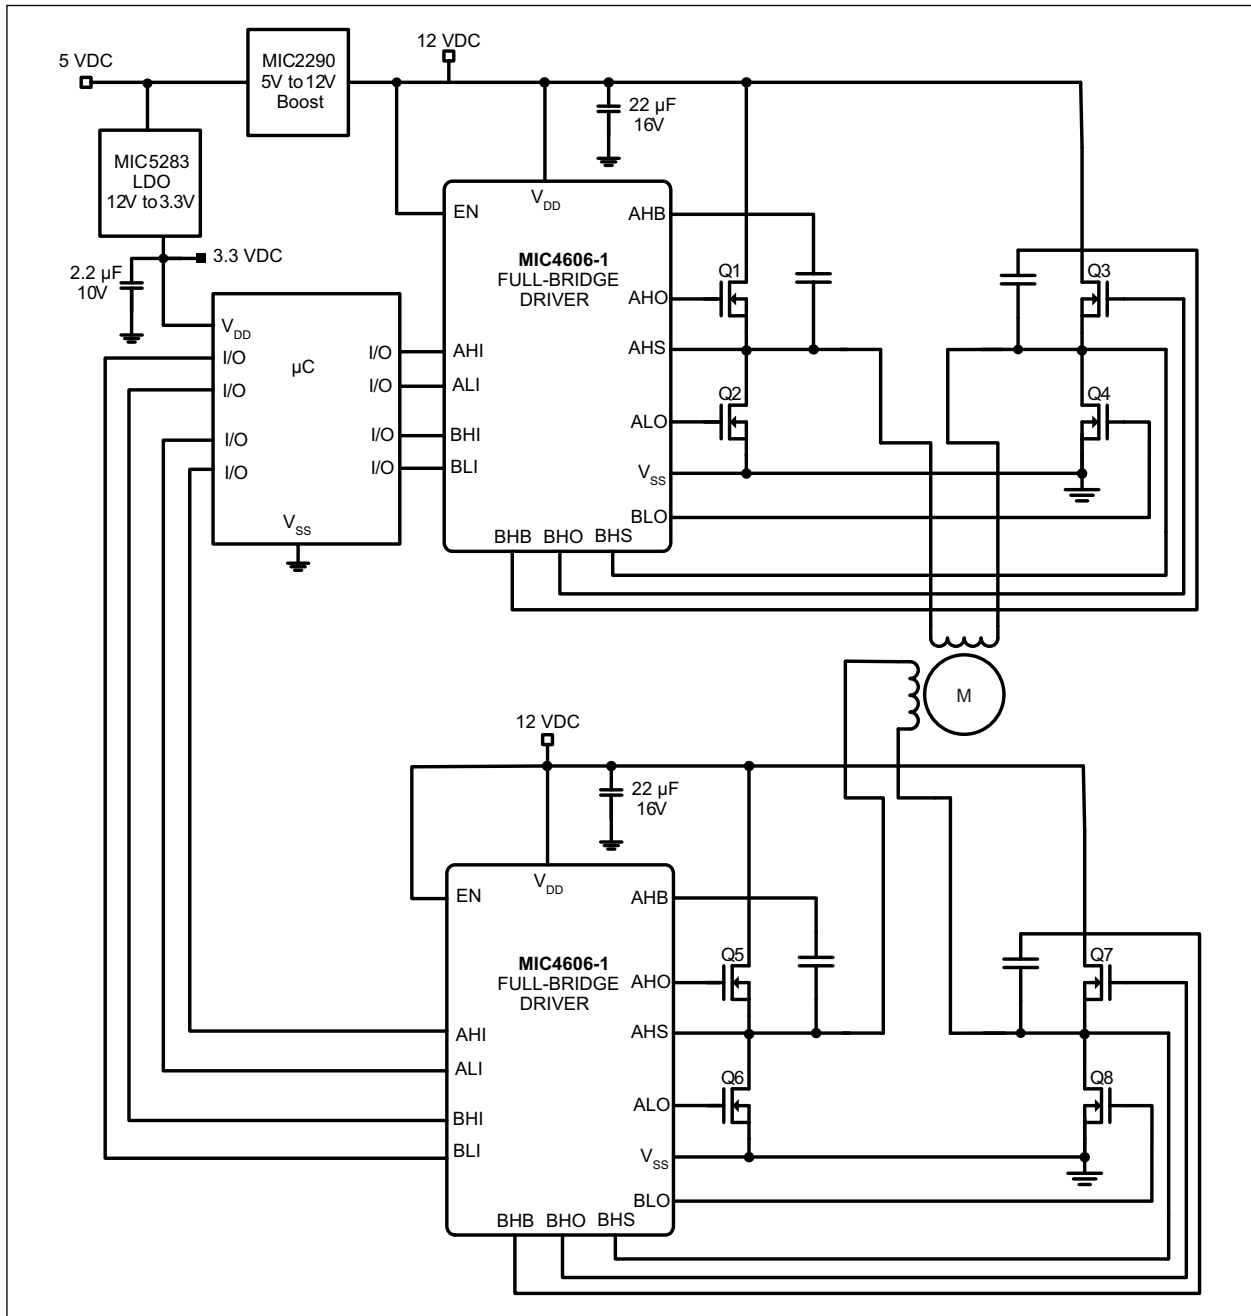 5 VDC
MIC2290
5V to 12V
Boost
12 VDC
22 µF
16V
MIC5283
LDO
12V to 3.3V
3.3 VDC
2.2 µF
10V
EN
VDD
AHB
MIC4606-1
FULL-BRIDGE
DRIVER
AHO
AHS
ALO
VSS
BLO
AHI
ALI
BHI
BLI
BHB BHO BHS
VDD
I/O
I/O
I/O
I/O
µC
I/O
I/O
I/O
I/O
VSS
Q1
Q2
Q3
Q4
M
12 VDC
22 µF
16V
EN
VDD
AHB
MIC4606-1
FULL-BRIDGE
DRIVER
AHO
AHS
ALO
VSS
BLO
AHI
ALI
BHI
BLI
BHB BHO BHS
Q5
Q6
Q7
Q8